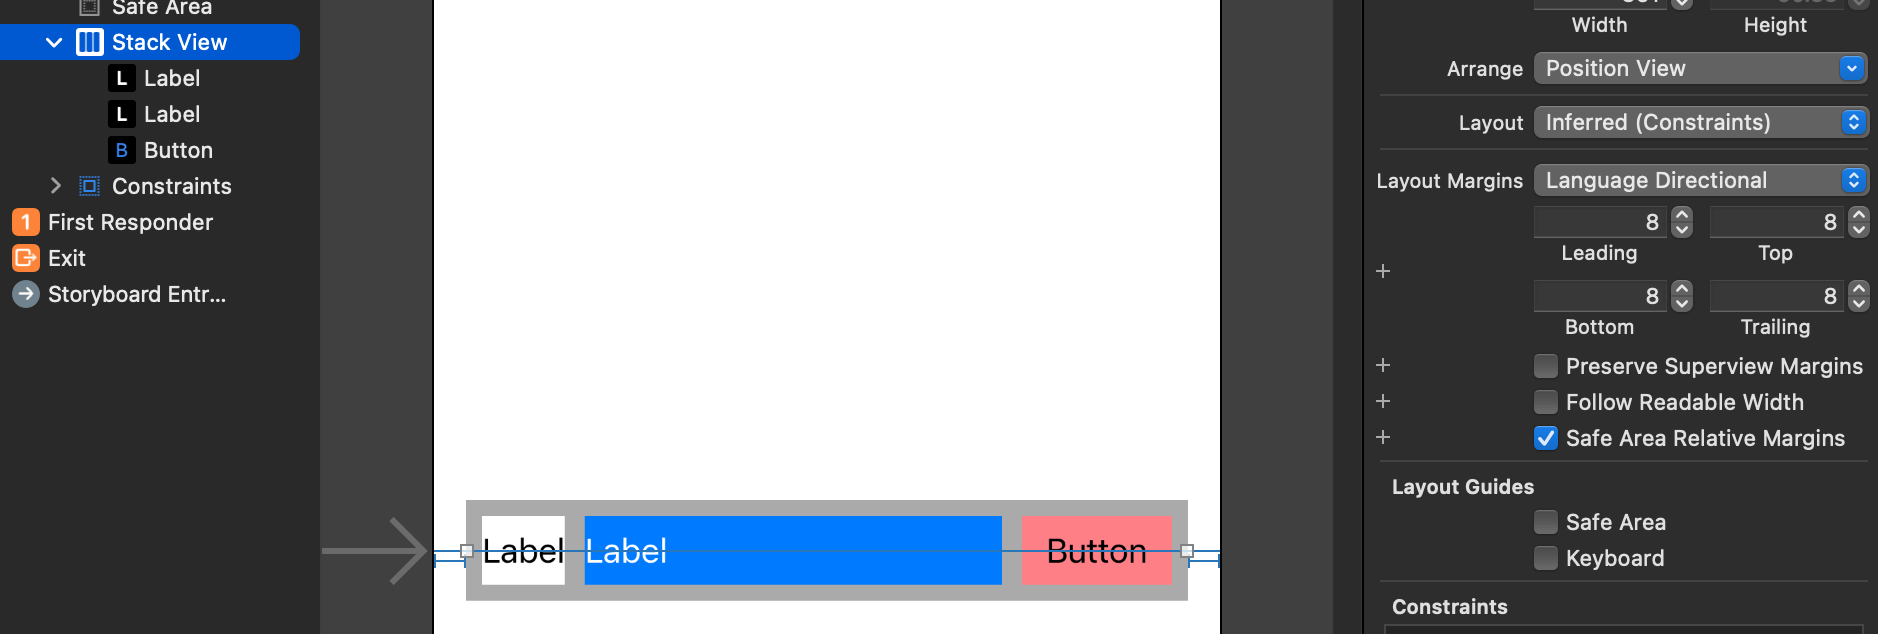 Safe Area
Stack View
L Label
L Label
B Button
Constraints
1 First Responder
Exit
Storyboard Entr...
Label
Label
Button
Width Height
Arrange Position View
Layout Inferred (Constraints)
Layout Margins Language Directional
8 8
Leading Top
8 8
Bottom Trailing
Preserve Superview Margins
Follow Readable Width
Safe Area Relative Margins
Layout Guides
Safe Area
Keyboard
Constraints